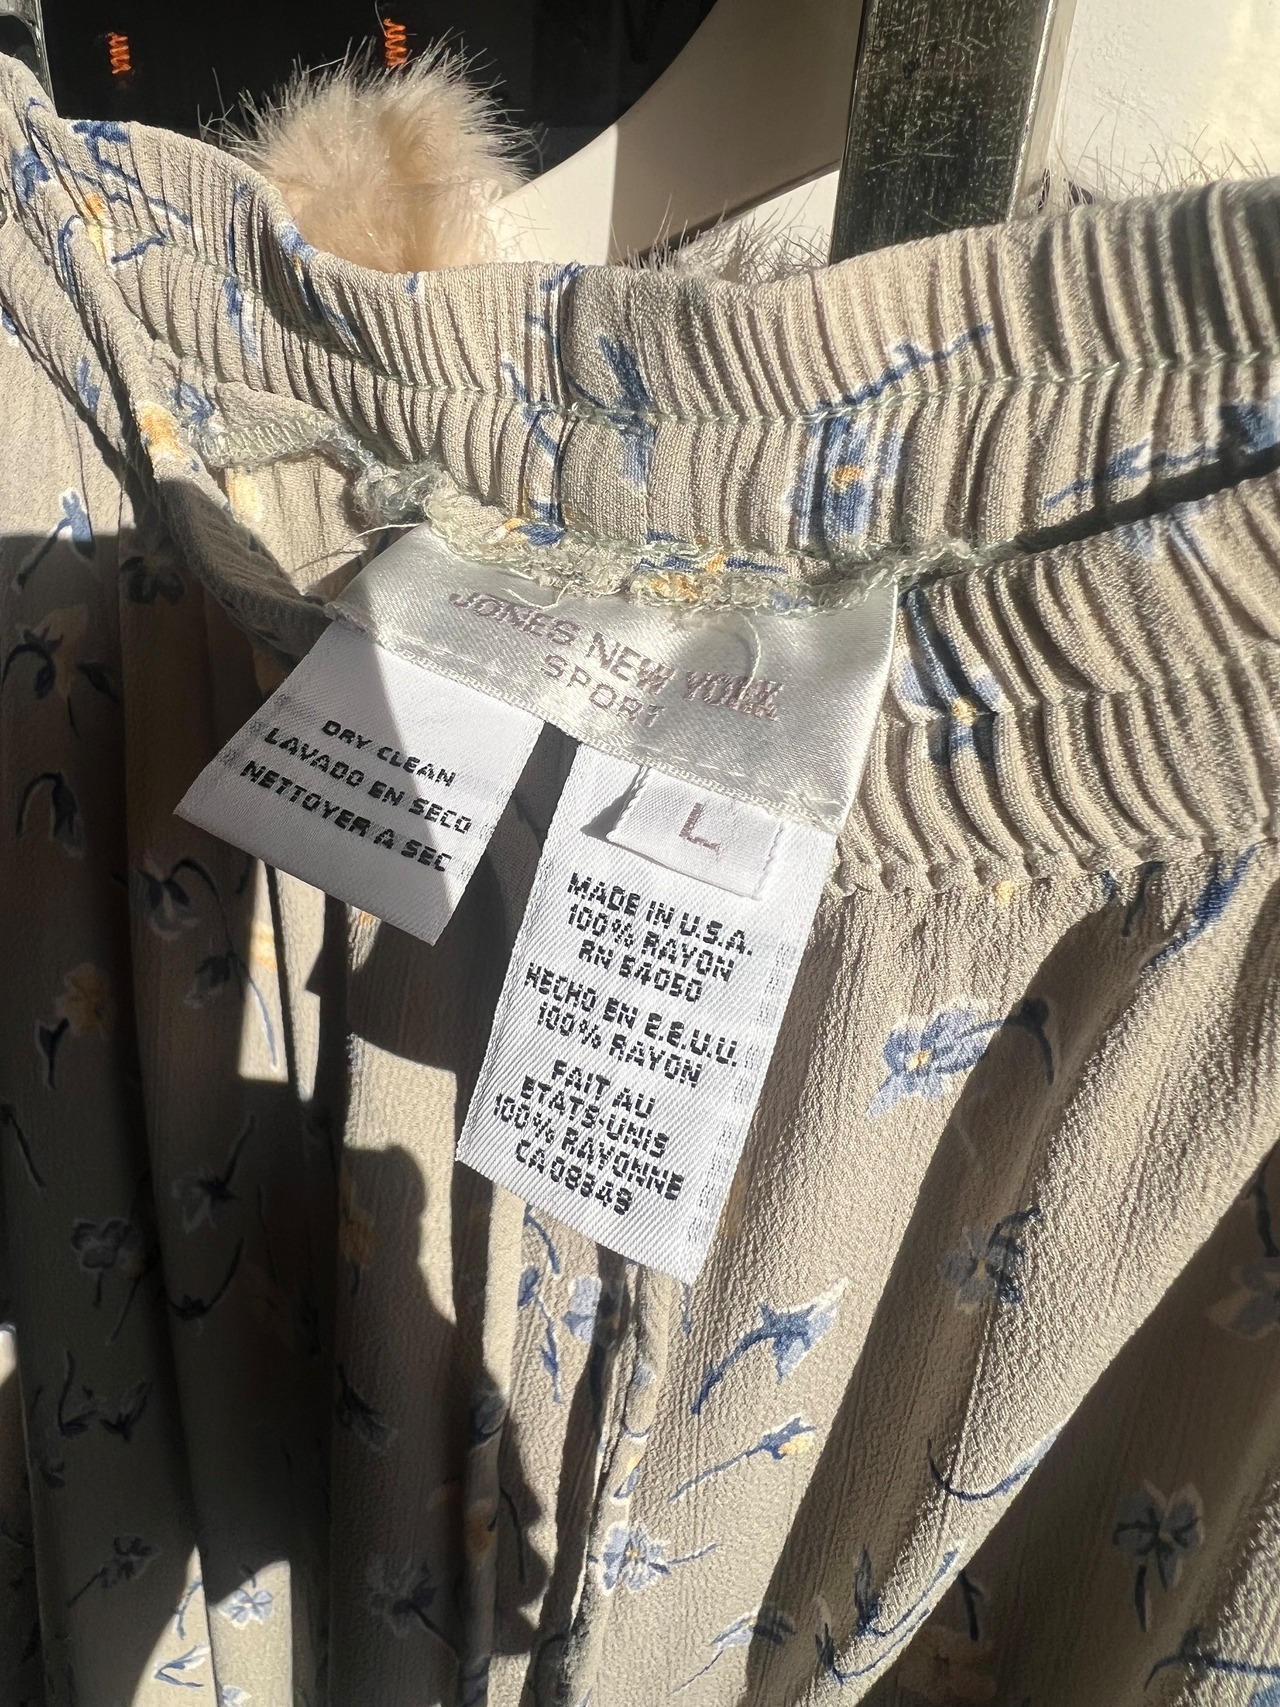 JONES NEW YORK
SPORT
DRY CLEAN
LAVADO EN SECO
NETTOYER A SEC
L
MADE IN U.S.A.
100% RAYON
RN 54050
HECHO EN E.E.U.U.
100% RAYON
FAIT AU
ETATS-UNIS
100% RAYONNE
CA08349